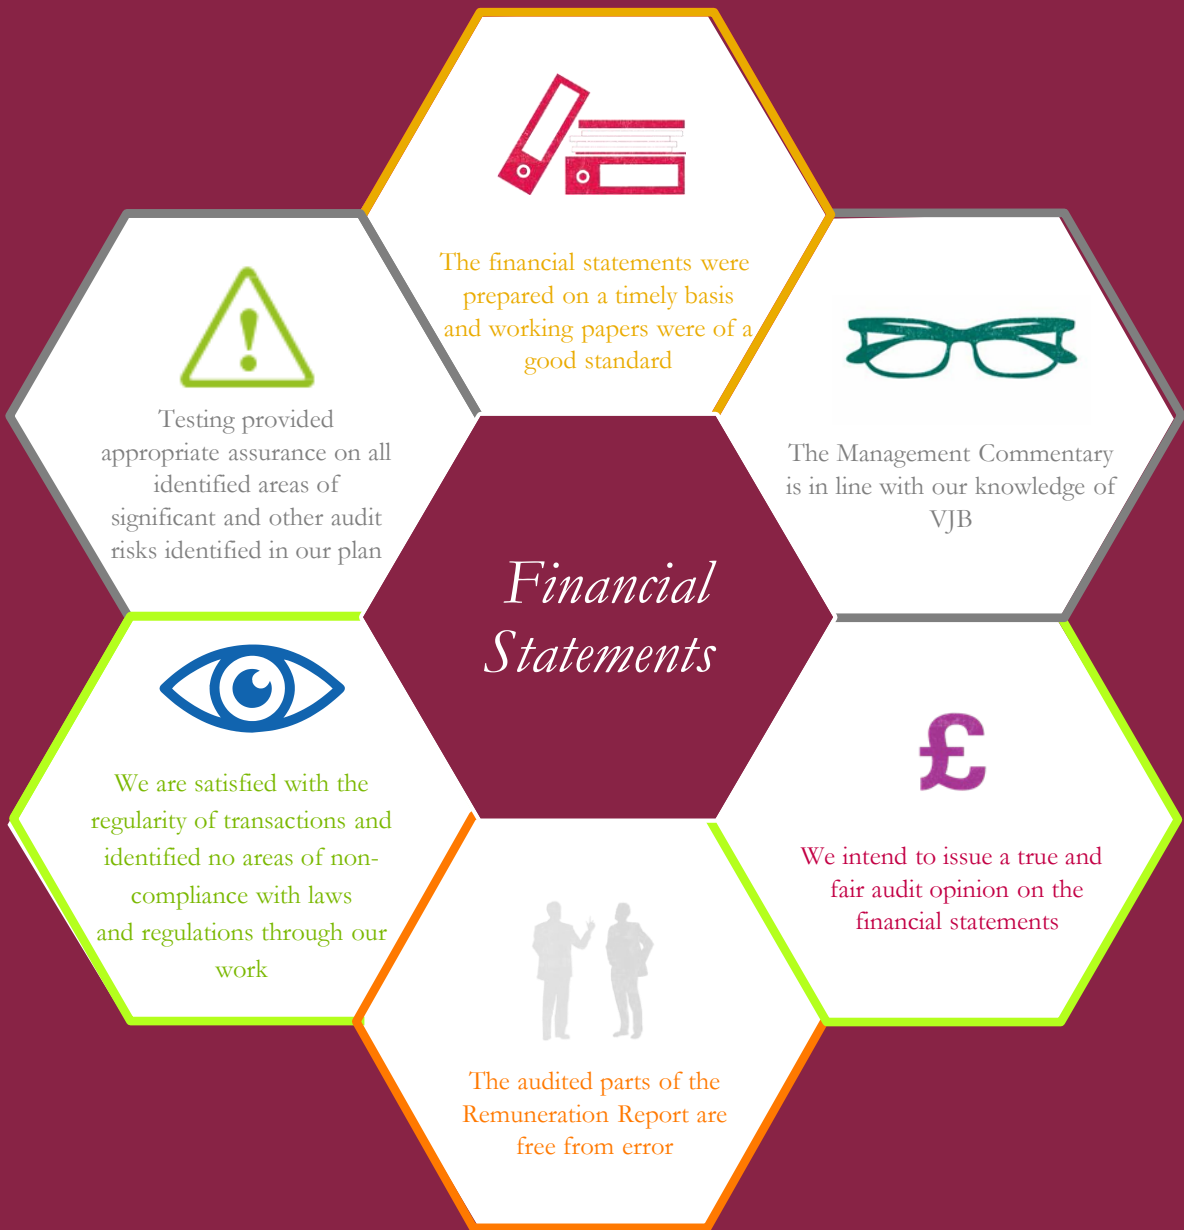 The financial statements were
prepared on a timely basis
and working papers were of a
good standard
Testing provided
appropriate assurance on all
identified areas of
significant and other audit
risks identified in our plan
The Management Commentary
is in line with our knowledge of
VJB
Financial
Statements
We are satisfied with the
regularity of transactions and
identified no areas of non-
compliance with laws
and regulations through our
work
£
We intend to issue a true and
fair audit opinion on the
financial statements
The audited parts of the
Remuneration Report are
free from error